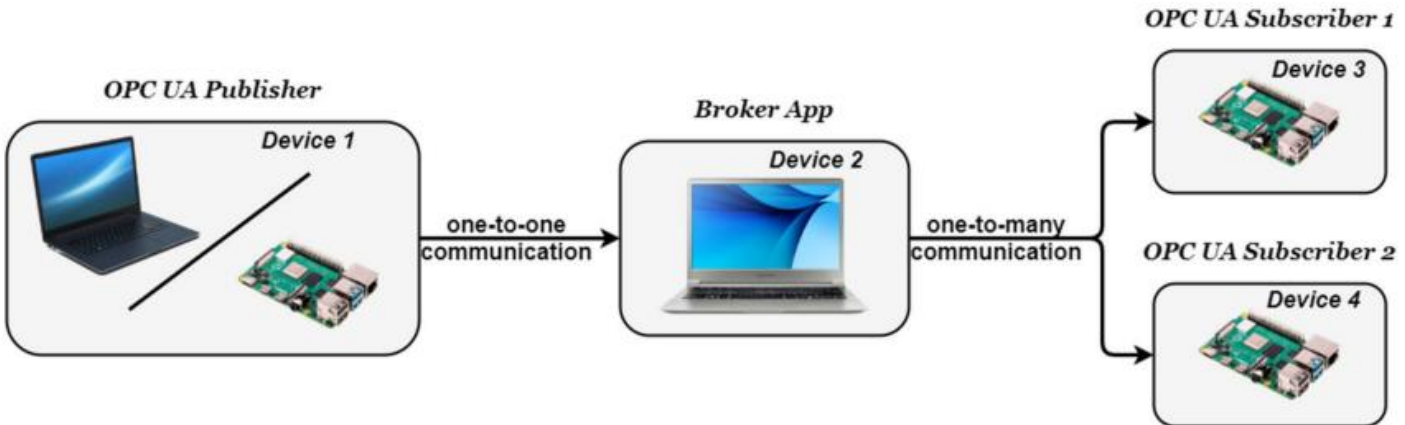 OPC UA Publisher
Device 1
one-to-one
communication
Broker App
Device 2
one-to-many
communication
OPC UA Subscriber 1
Device 3
OPC UA Subscriber 2
Device 4